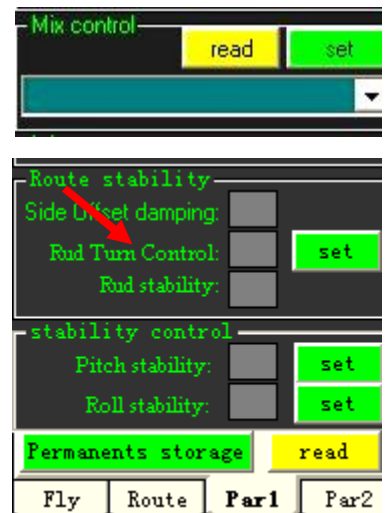 Mix control
read set
Route stability
Side Offset damping:
Rud Turn Control: set
Rud stability:
stability control
Pitch stability: set
Roll stability: set
Permanents storage read
Fly Route Par1 Par2